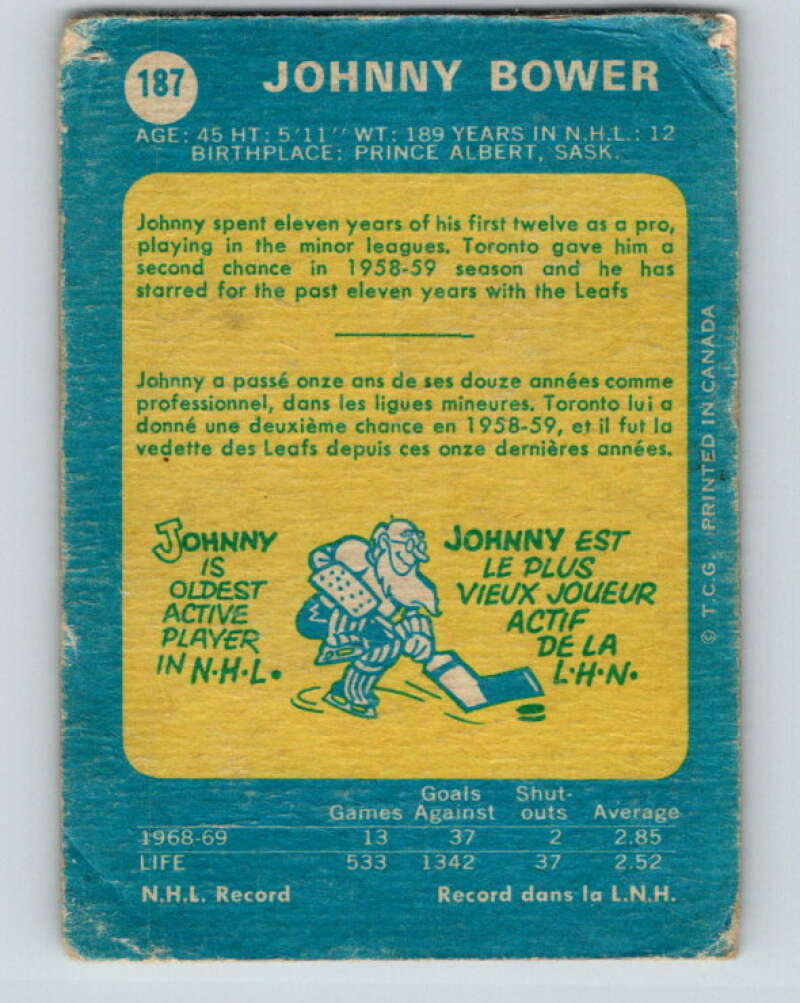 187
JOHNNY BOWER
AGE: 45 HT: 5'11" WT: 189 YEARS IN N.H.L.: 12
BIRTHPLACE: PRINCE ALBERT, SASK.
Johnny spent eleven years of his first twelve as a pro,
playing in the minor leagues. Toronto gave him a
second chance in 1958-59 season and he has
starred for the past eleven years with the Leafs
Johnny a passé onze ans de ses douze années comme
professionnel, dans les ligues mineures. Toronto lui a
donné une deuxième chance en 1958-59, et il fut la
vedette des Leafs depuis ces onze dernières années.
JOHNNY
IS
OLDEST
ACTIVE
PLAYER
IN N.H.L.
JOHNNY EST
LE PLUS
VIEUX JOUEUR
ACTIF
DE LA
L.H.N.
© T.C.G. PRINTED IN CANADA
Goals Shut-
Games Against outs Average
1968-69 13 37 2 2.85
LIFE 533 1342 37 2.52
N.H.L. Record Record dans la L.N.H.